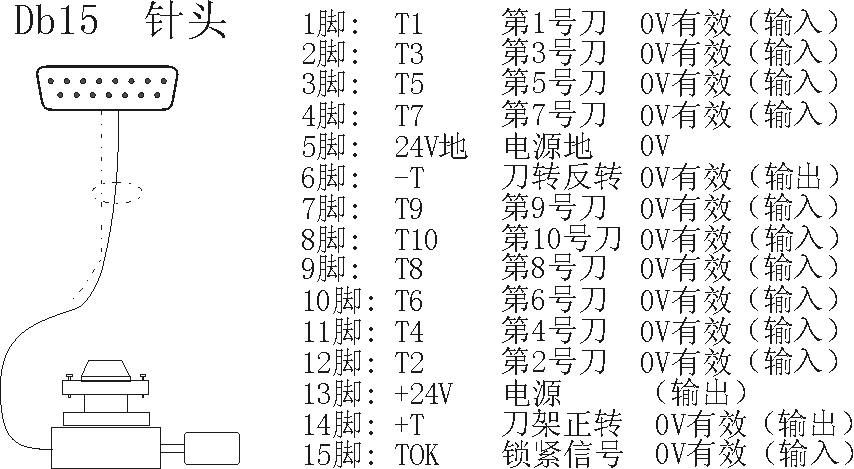 Db15 针头
1脚: T1 第1号刀 0V有效(输入)
2脚: T3 第3号刀 0V有效(输入)
3脚: T5 第5号刀 0V有效(输入)
4脚: T7 第7号刀 0V有效(输入)
5脚: 24V地 电源地 0V
6脚: -T 刀转反转 0V有效(输出)
7脚: T9 第9号刀 0V有效(输入)
8脚: T10 第10号刀 0V有效(输入)
9脚: T8 第8号刀 0V有效(输入)
10脚: T6 第6号刀 0V有效(输入)
11脚: T4 第4号刀 0V有效(输入)
12脚: T2 第2号刀 0V有效(输入)
13脚: +24V 电源 (输出)
14脚: +T 刀架正转 0V有效(输出)
15脚: TOK 锁紧信号 0V有效(输入)